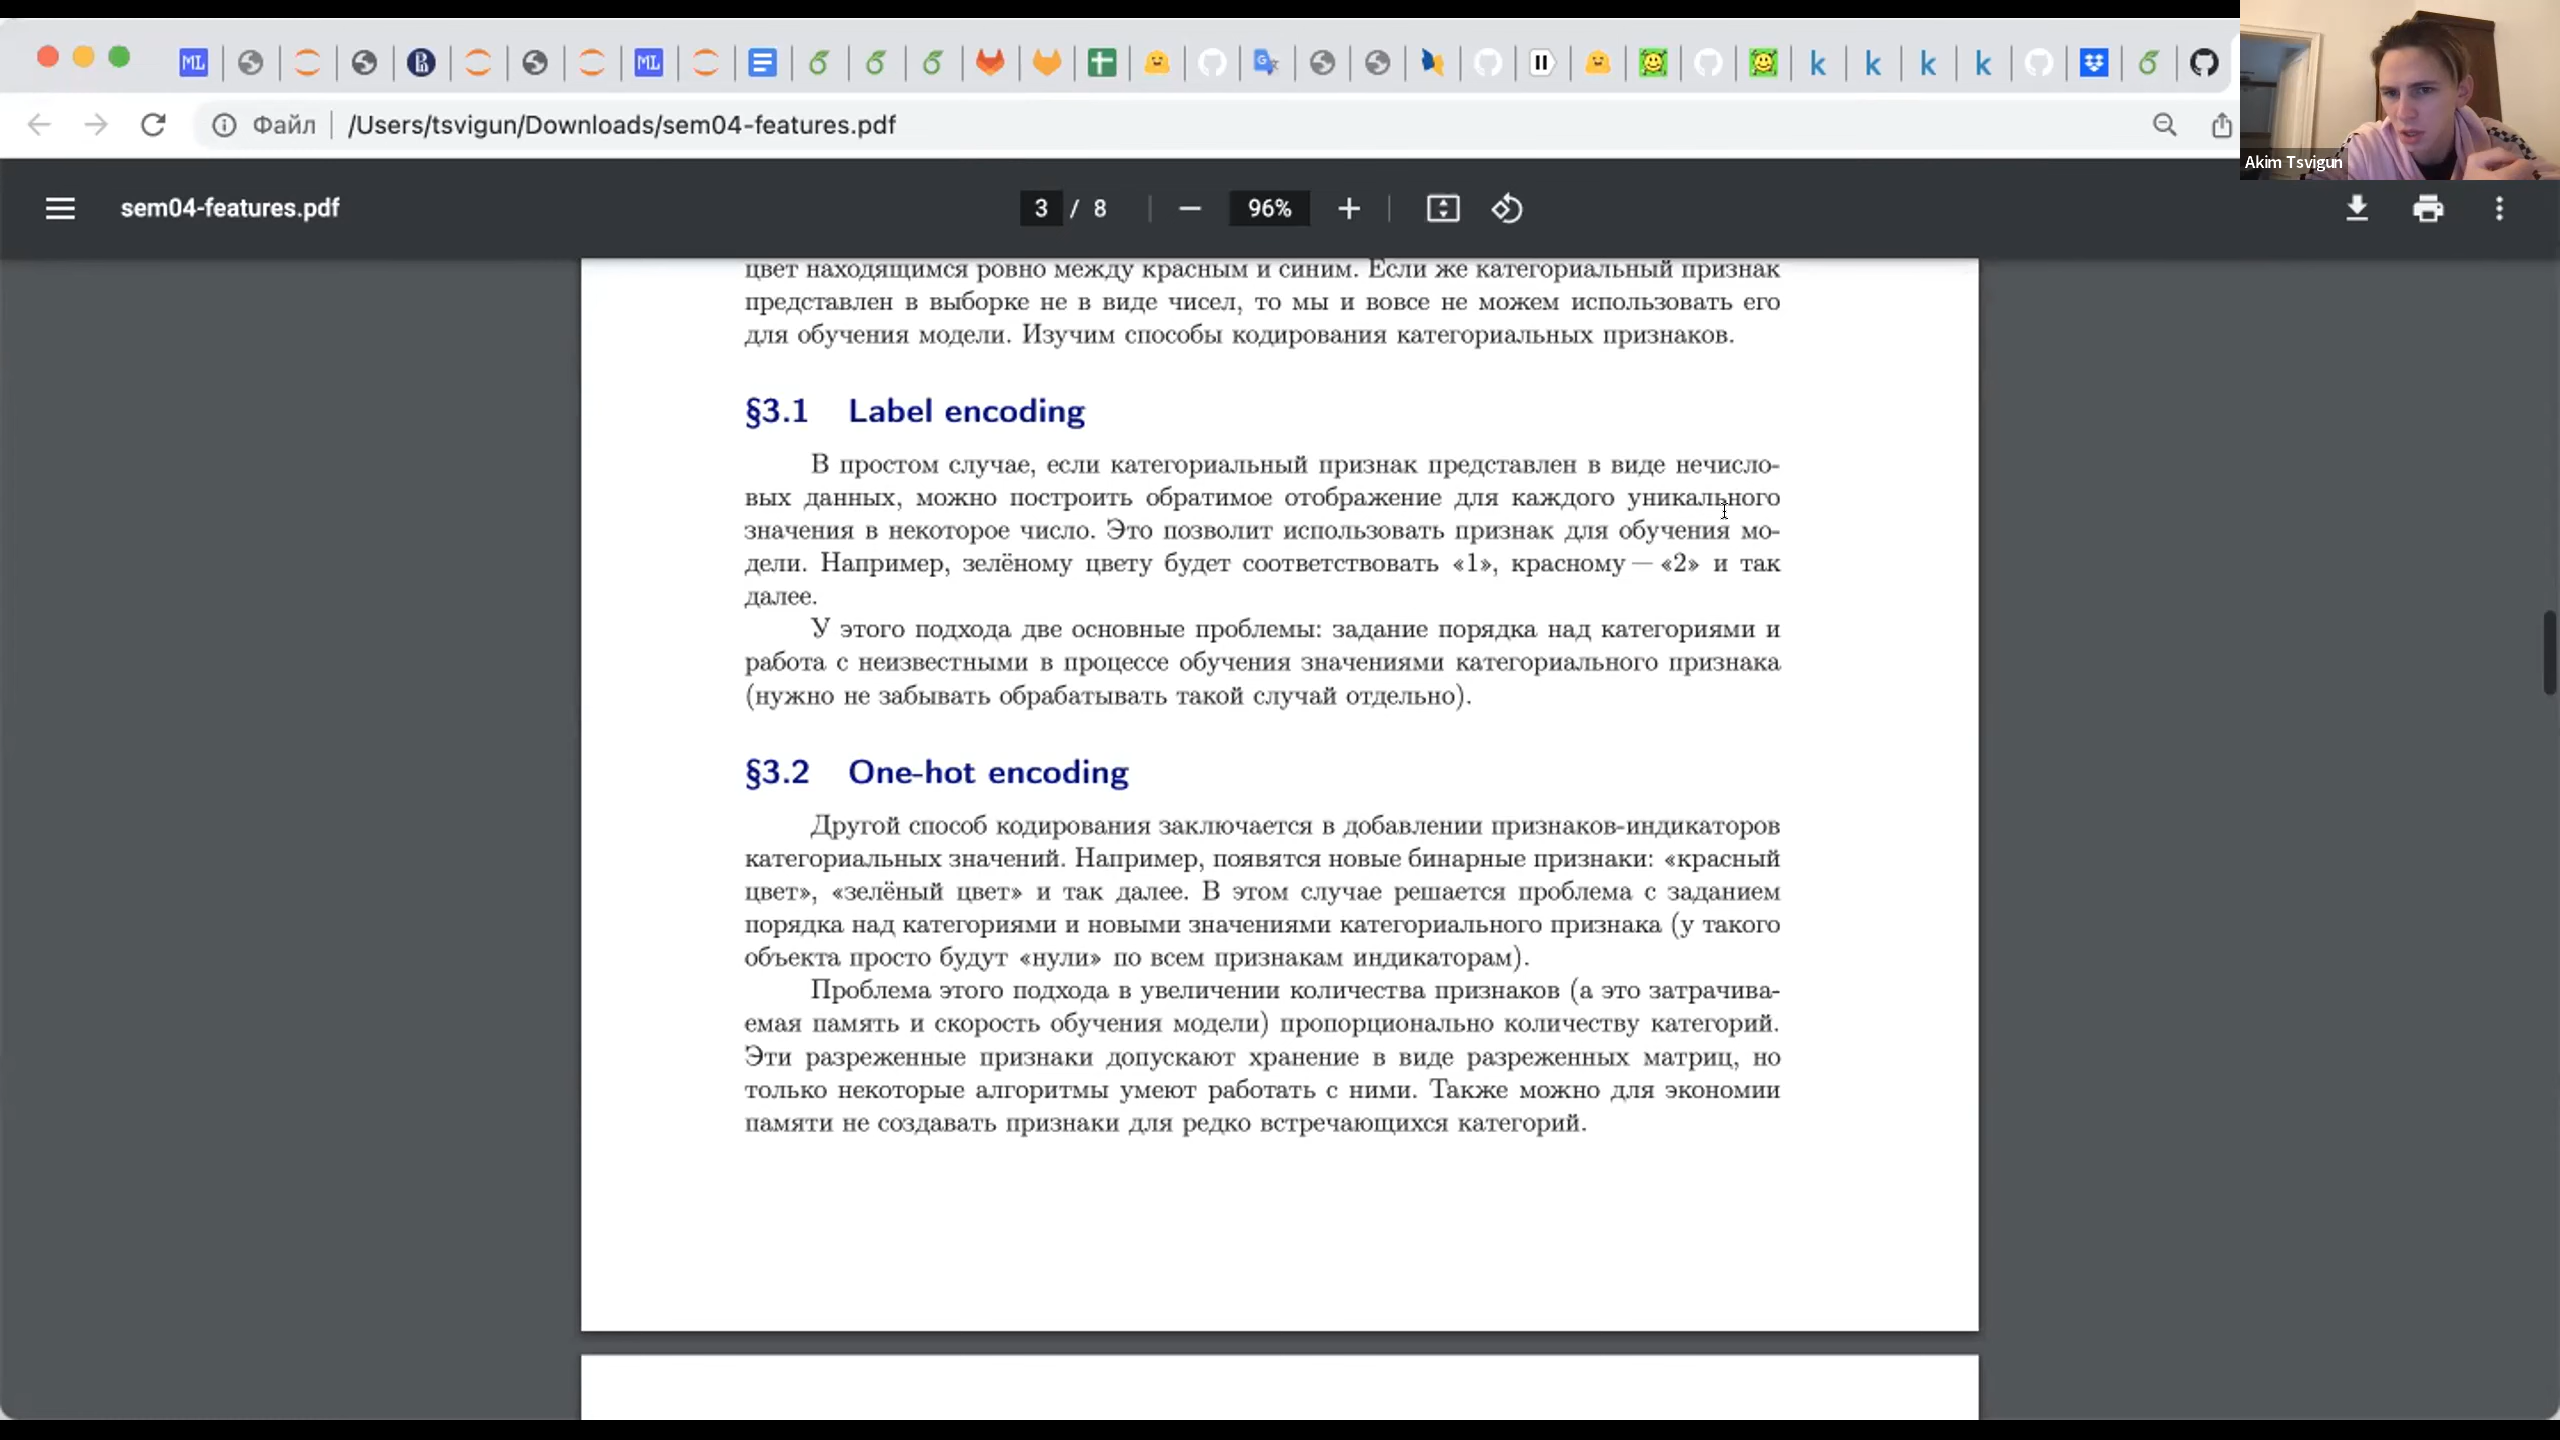 ML
ML
k
k
k
k
Файл
/Users/tsvigun/Downloads/sem04-features.pdf
Akim Tsvigun
sem04-features.pdf
3 / 8
96%
цвет находящимся ровно между красным и синим. Если же категориальный признак
представлен в выборке не в виде чисел, то мы и вовсе не можем использовать его
для обучения модели. Изучим способы кодирования категориальных признаков.
§3.1 Label encoding
В простом случае, если категориальный признак представлен в виде нечисло-
вых данных, можно построить обратимое отображение для каждого уникального
значения в некоторое число. Это позволит использовать признак для обучения мо-
дели. Например, зелёному цвету будет соответствовать «1», красному — «2» и так
далее.
У этого подхода две основные проблемы: задание порядка над категориями и
работа с неизвестными в процессе обучения значениями категориального признака
(нужно не забывать обрабатывать такой случай отдельно).
§3.2 One-hot encoding
Другой способ кодирования заключается в добавлении признаков-индикаторов
категориальных значений. Например, появятся новые бинарные признаки: «красный
цвет», «зелёный цвет» и так далее. В этом случае решается проблема с заданием
порядка над категориями и новыми значениями категориального признака (у такого
объекта просто будут «нули» по всем признакам индикаторам).
Проблема этого подхода в увеличении количества признаков (а это затрачива-
емая память и скорость обучения модели) пропорционально количеству категорий.
Эти разреженные признаки допускают хранение в виде разреженных матриц, но
только некоторые алгоритмы умеют работать с ними. Также можно для экономии
памяти не создавать признаки для редко встречающихся категорий.